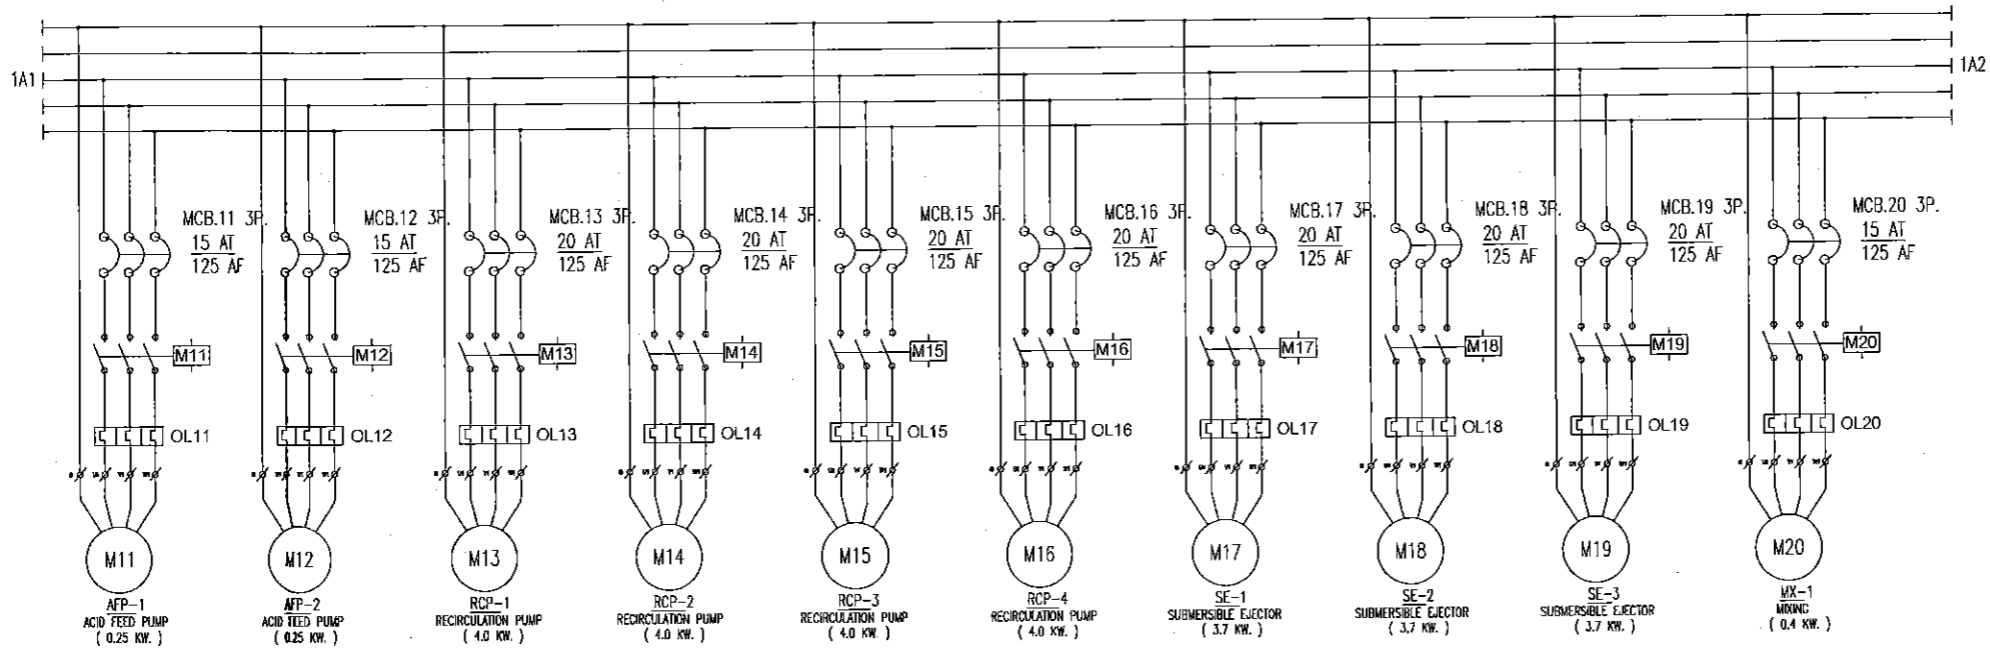 1A1
1A2
MCB.11 3P.
15 AT
125 AF
MCB.12 3P.
15 AT
125 AF
MCB.13 3P.
20 AT
125 AF
MCB.14 3P.
20 AT
125 AF
MCB.15 3P.
20 AT
125 AF
MCB.16 3P.
20 AT
125 AF
MCB.17 3P.
20 AT
125 AF
MCB.18 3P.
20 AT
125 AF
MCB.19 3P.
20 AT
125 AF
MCB.20 3P.
15 AT
125 AF
M11
M12
M13
M14
M15
M16
M17
M18
M19
M20
OL11
OL12
OL13
OL14
OL15
OL16
OL17
OL18
OL19
OL20
M11
M12
M13
M14
M15
M16
M17
M18
M19
M20
AFP-1
ACID FEED PUMP
( 0.25 KW. )
AFP-2
ACID FEED PUMP
( 0.25 KW. )
RCP-1
RECIRCULATION PUMP
( 4.0 KW. )
RCP-2
RECIRCULATION PUMP
( 4.0 KW. )
RCP-3
RECIRCULATION PUMP
( 4.0 KW. )
RCP-4
RECIRCULATION PUMP
( 4.0 KW. )
SE-1
SUBMERSIBLE EJECTOR
( 3.7 KW. )
SE-2
SUBMERSIBLE EJECTOR
( 3.7 KW. )
SE-3
SUBMERSIBLE EJECTOR
( 3.7 KW. )
MX-1
MIXING
( 0.4 KW. )